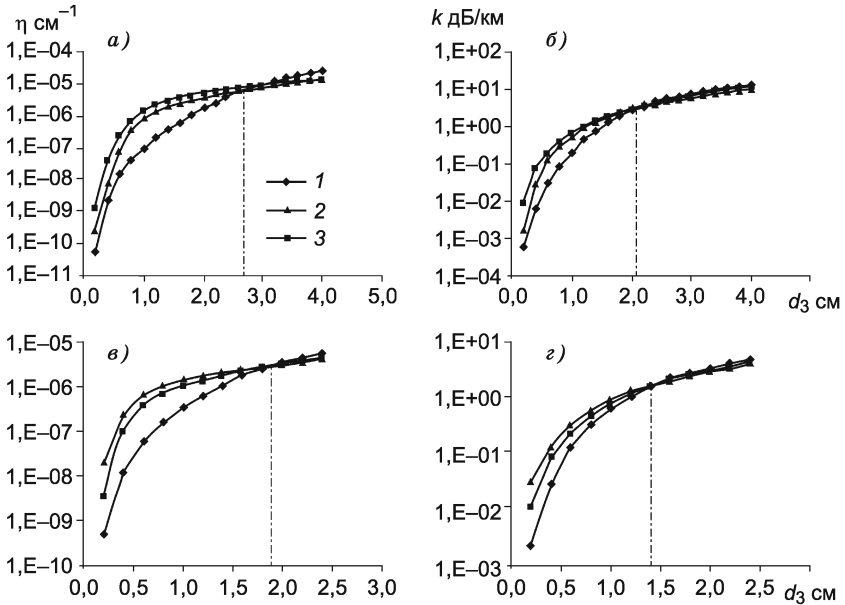 η см⁻¹
а)
1,E–04
1,E–05
1,E–06
1,E–07
1,E–08
1,E–09
1,E–10
1,E–11
0,0 1,0 2,0 3,0 4,0 5,0
1
2
3
k дБ/км
б)
1,E+02
1,E+01
1,E+00
1,E–01
1,E–02
1,E–03
1,E–04
0,0 1,0 2,0 3,0 4,0 d₃ см
в)
1,E–05
1,E–06
1,E–07
1,E–08
1,E–09
1,E–10
0,0 0,5 1,0 1,5 2,0 2,5 3,0
г)
1,E+01
1,E+00
1,E–01
1,E–02
1,E–03
0,0 0,5 1,0 1,5 2,0 2,5 d₃ см